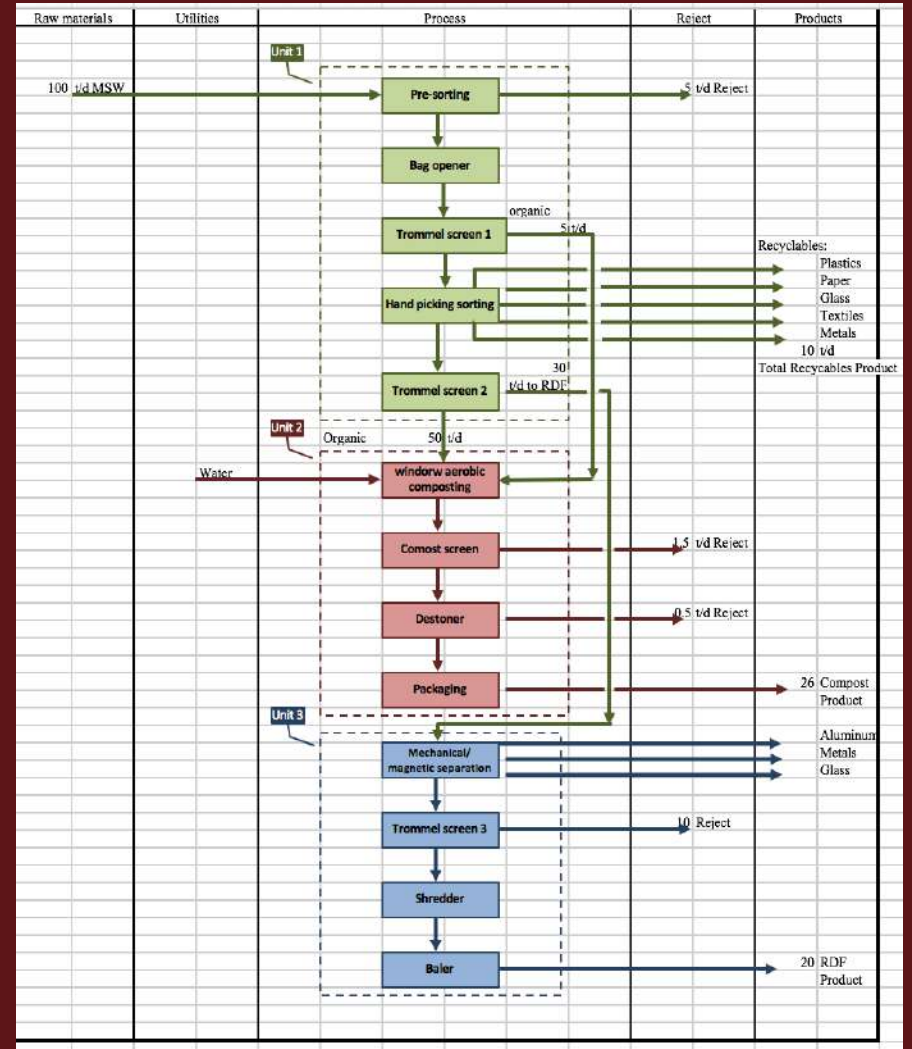 Raw materials
Utilities
Process
Reject
Products
Unit 1
100 t/d MSW
Pre-sorting
5 t/d Reject
Bag opener
organic
Trommel screen 1
5 t/d
Recyclables:
Plastics
Hand picking sorting
Paper
Glass
Textiles
Metals
10 t/d
30
Total Recycables Product
Trommel screen 2
t/d to RDF
Unit 2
Organic
50 t/d
Water
windorw aerobic
composting
Comost screen
1.5 t/d Reject
Destoner
0.5 t/d Reject
Packaging
26 Compost
Product
Unit 3
Aluminum
Mechanical/
magnetic separation
Metals
Glass
Trommel screen 3
10 Reject
Shredder
Baler
20 RDF
Product